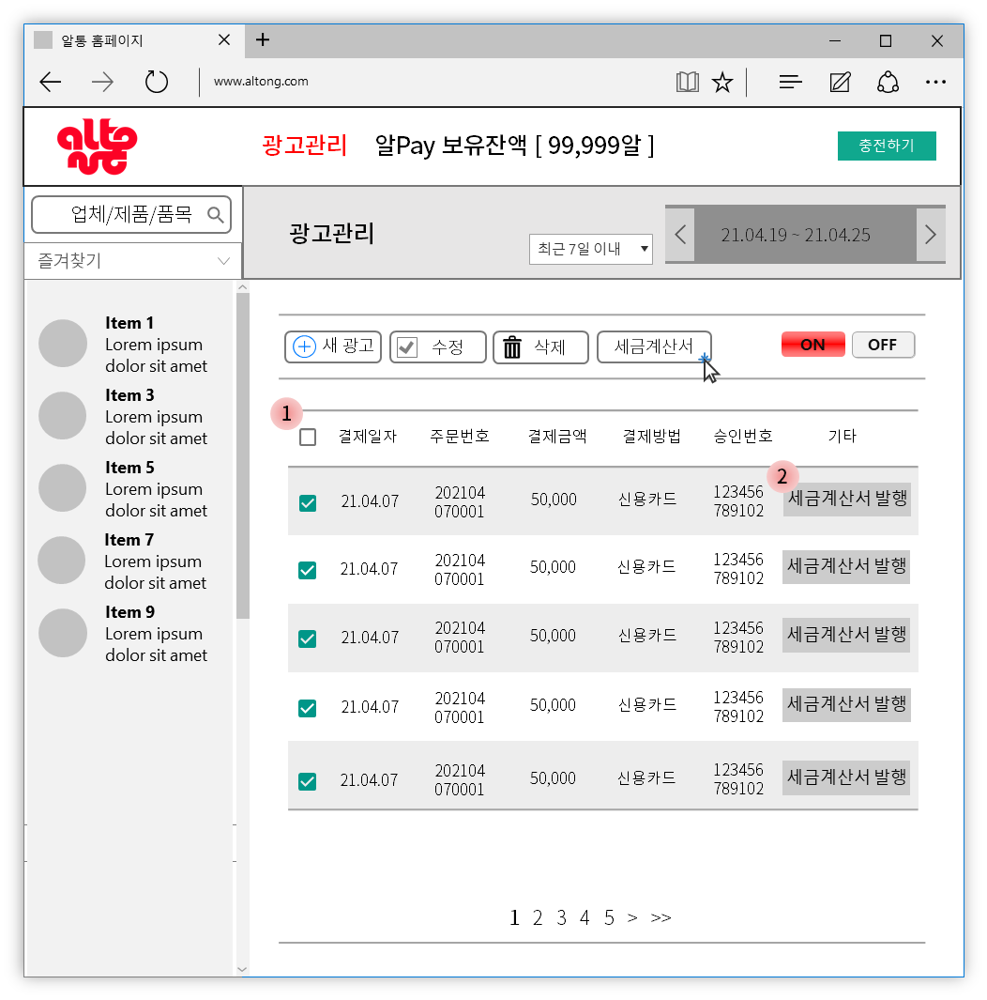 알통 홈페이지
www.altong.com
alto
ng
광고관리 알Pay 보유잔액 [ 99,999알 ]
충전하기
업체/제품/품목
즐겨찾기
광고관리
최근 7일 이내
21.04.19 ~ 21.04.25
Item 1
Lorem ipsum
dolor sit amet
Item 3
Lorem ipsum
dolor sit amet
Item 5
Lorem ipsum
dolor sit amet
Item 7
Lorem ipsum
dolor sit amet
Item 9
Lorem ipsum
dolor sit amet
새 광고 수정 삭제 세금계산서 ON OFF
1
결제일자 주문번호 결제금액 결제방법 승인번호 기타
2
21.04.07 202104 070001 50,000 신용카드 123456 789102 세금계산서 발행
21.04.07 202104 070001 50,000 신용카드 123456 789102 세금계산서 발행
21.04.07 202104 070001 50,000 신용카드 123456 789102 세금계산서 발행
21.04.07 202104 070001 50,000 신용카드 123456 789102 세금계산서 발행
21.04.07 202104 070001 50,000 신용카드 123456 789102 세금계산서 발행
1 2 3 4 5 > >>